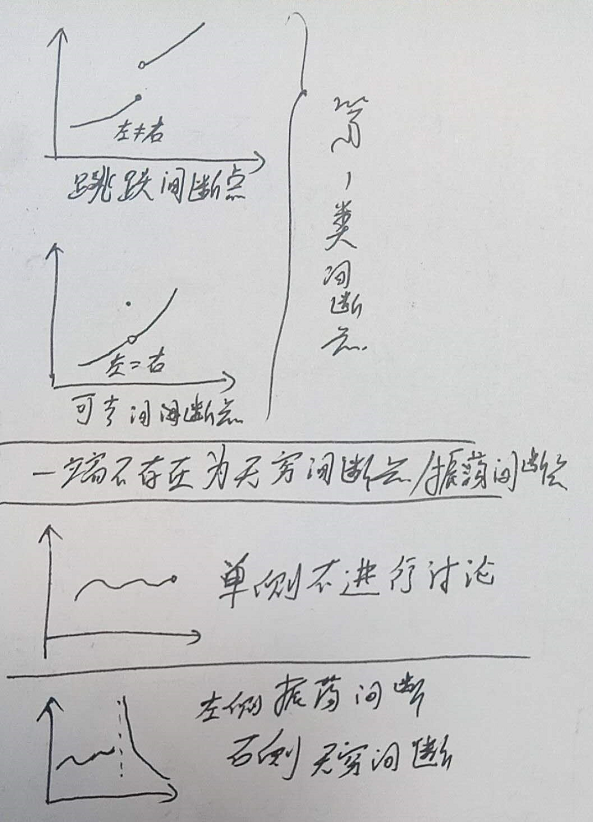 左≠右
跳跃间断点
第一类间断点
左=右
可去间断点
一端不存在为无穷间断点/振荡间断点
单侧不进行讨论
左侧振荡间断
右侧无穷间断